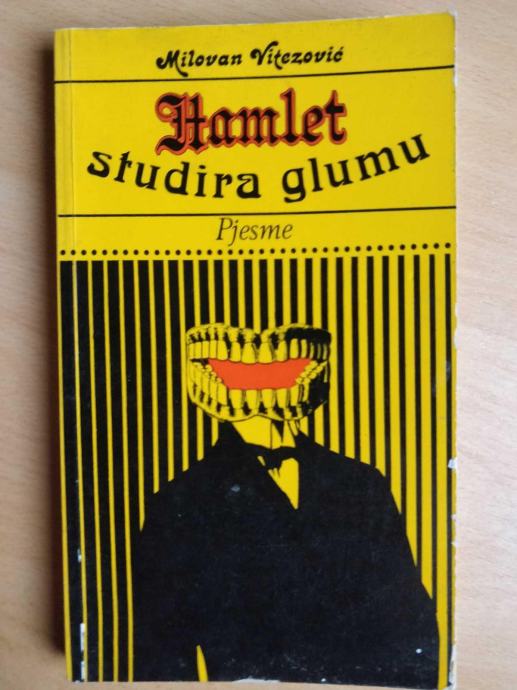 Milovan Vitezović
Hamlet
studira glumu
Pjesme